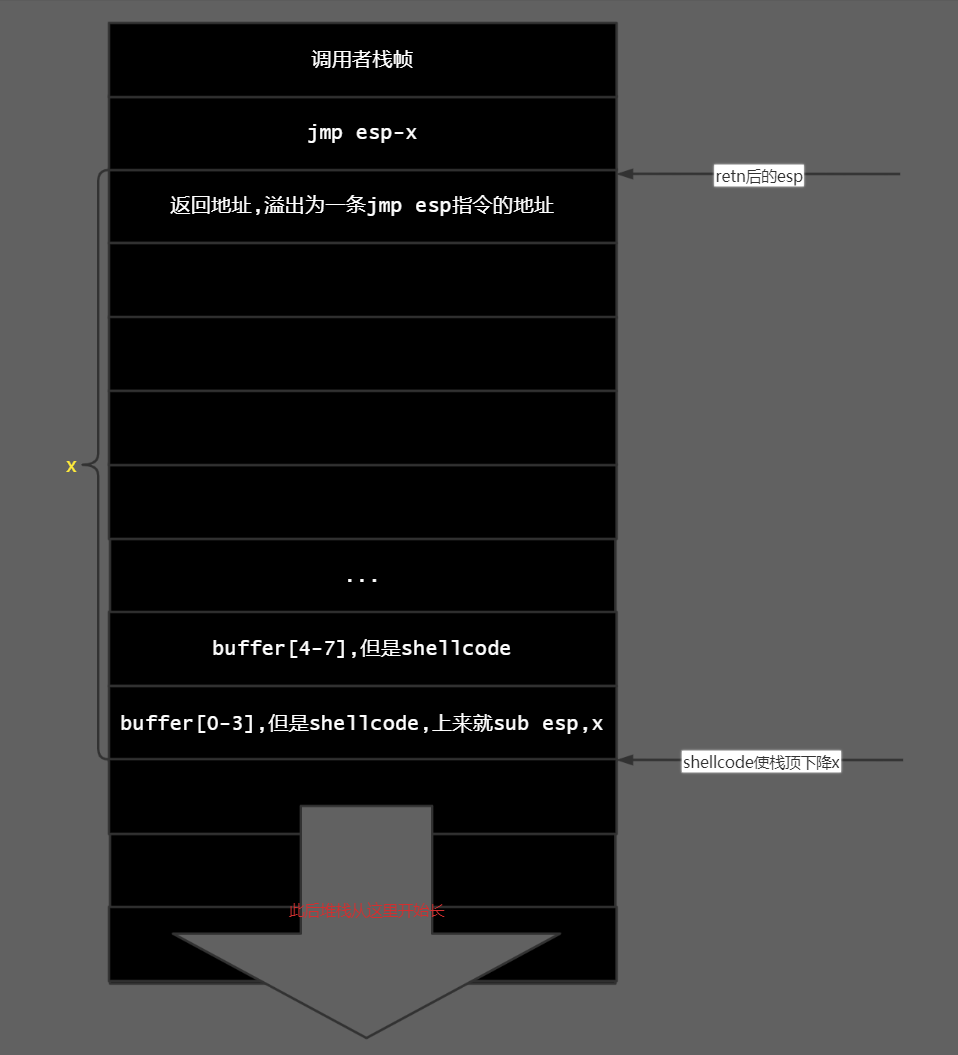 调用者栈帧
jmp esp-x
retn后的esp
返回地址,溢出为一条jmp esp指令的地址
x
...
buffer[4-7],但是shellcode
buffer[0-3],但是shellcode,上来就sub esp,x
shellcode使栈顶下降x
从这里开始长